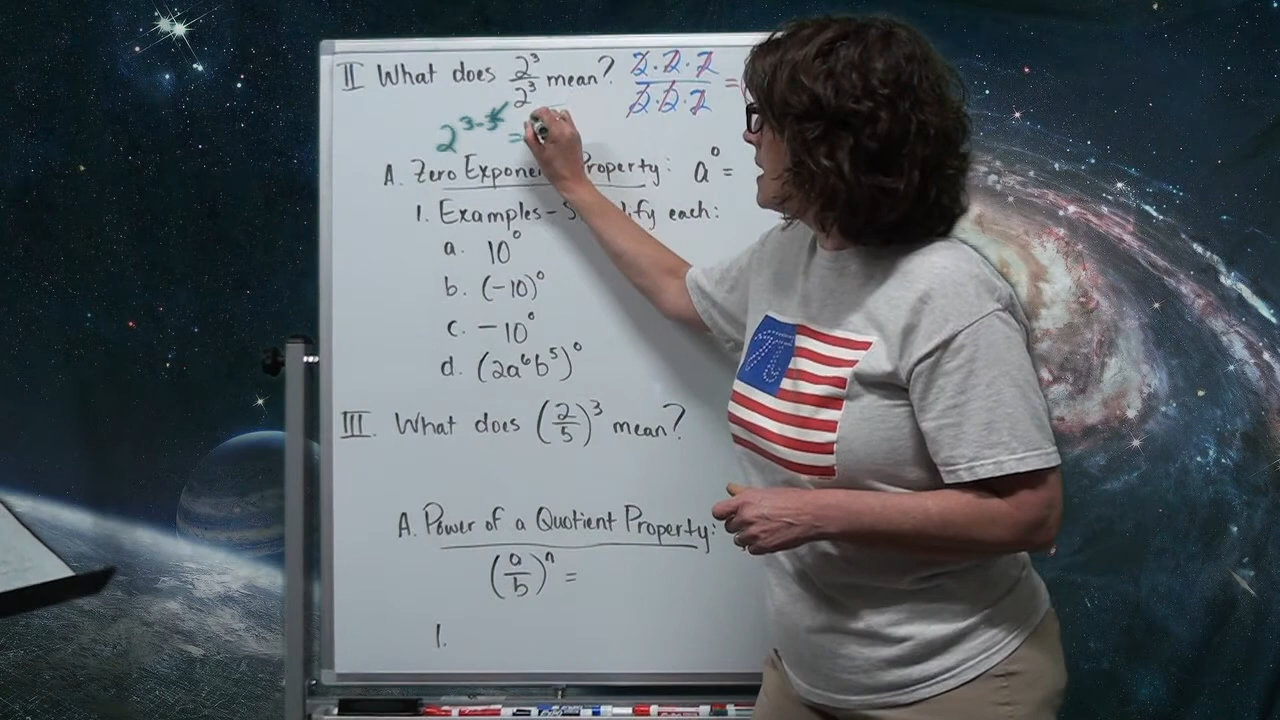 II What does 2³/2³ mean? 2·2·2/2·2·2 =
2³⁻³ =
A. Zero Exponent Property: a⁰ =
1. Examples - Simplify each:
a. 10⁰
b. (-10)⁰
c. -10⁰
d. (2a⁶b⁵)⁰
III. What does (2/5)³ mean?
A. Power of a Quotient Property:
(a/b)ⁿ =
1.